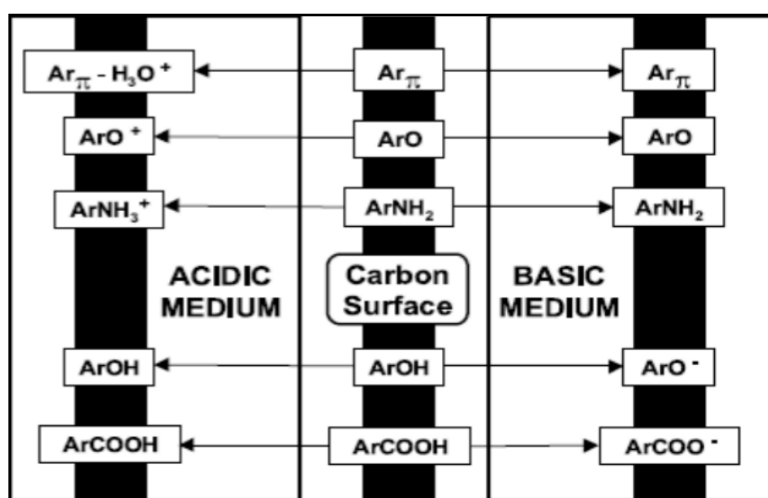 Arπ - H3O+ Arπ Arπ
ArO+ ArO ArO
ArNH3+ ArNH2 ArNH2
ACIDIC MEDIUM
Carbon Surface
BASIC MEDIUM
ArOH ArOH ArO-
ArCOOH ArCOOH ArCOO-